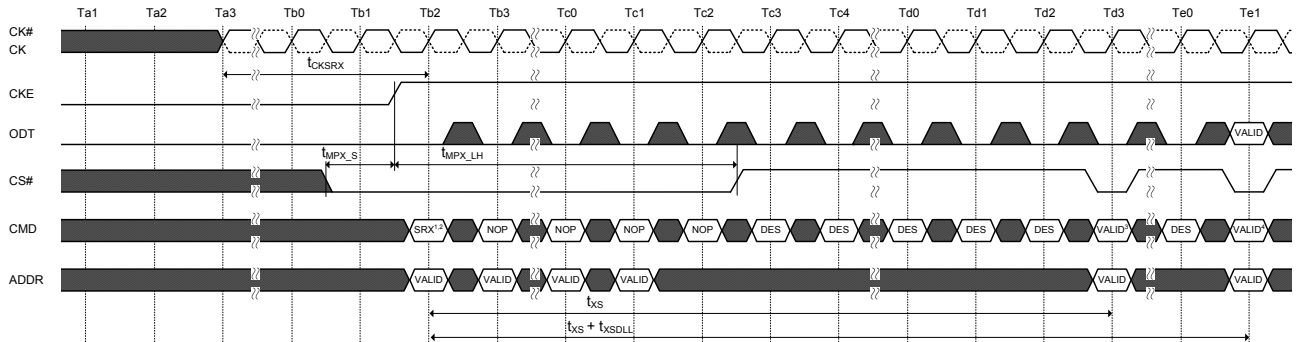 Ta1 Ta2 Ta3 Tb0 Tb1 Tb2 Tb3 Tc0 Tc1 Tc2 Tc3 Tc4 Td0 Td1 Td2 Td3 Te0 Te1
CK#
CK
tCKSRX
CKE
ODT VALID
tMPX_S tMPX_LH
CS#
CMD SRX1,2 NOP NOP NOP NOP DES DES DES DES DES VALID3 DES VALID4
ADDR VALID VALID VALID VALID VALID VALID
tXS
tXS + tXSDLL